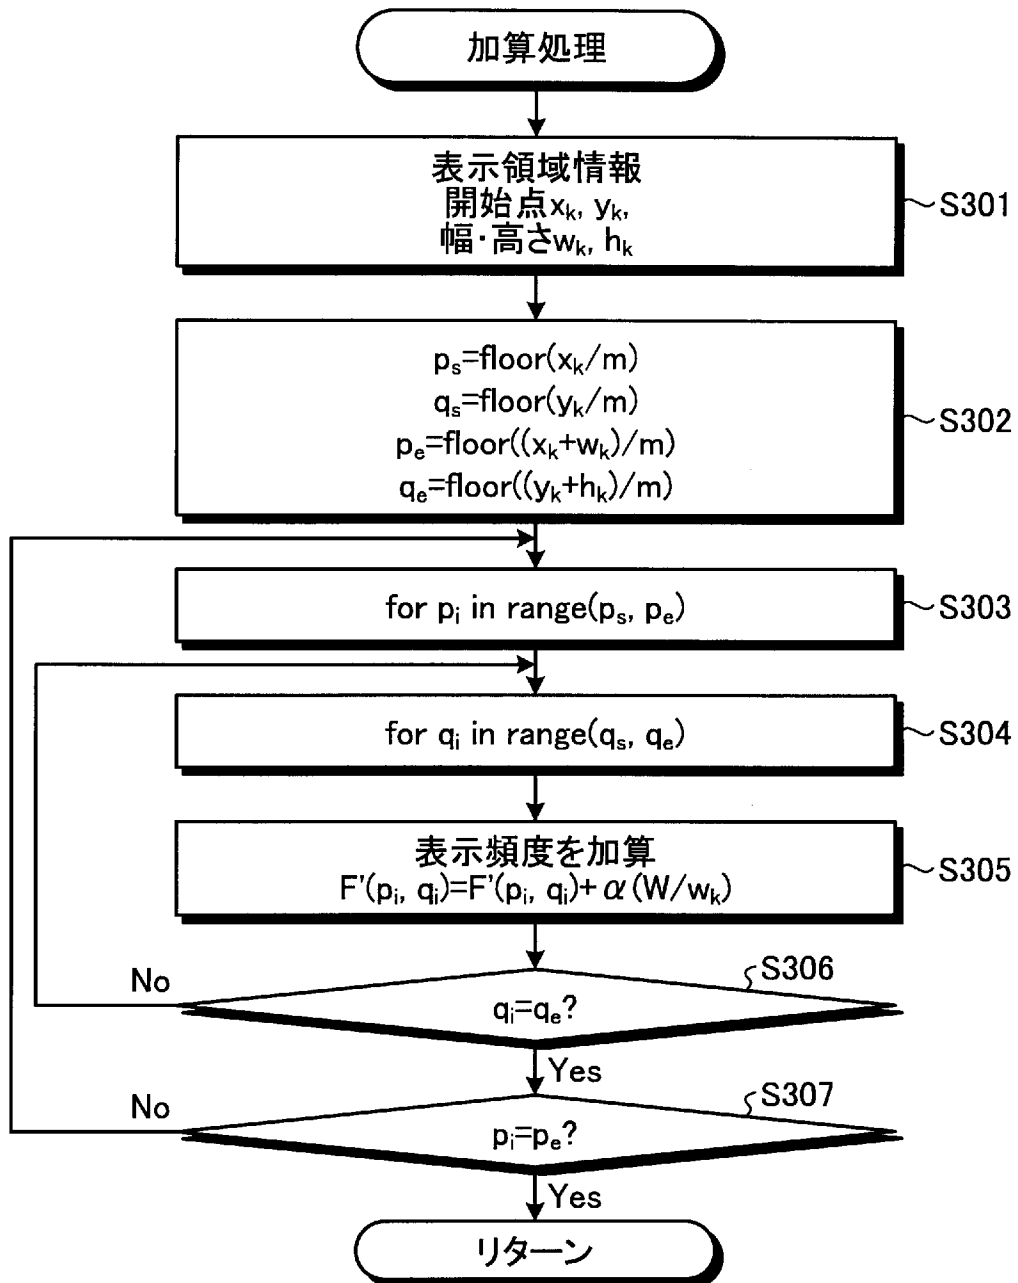 加算処理
表示領域情報
開始点xk, yk,
幅・高さwk, hk
S301
ps=floor(xk/m)
qs=floor(yk/m)
pe=floor((xk+wk)/m)
qe=floor((yk+hk)/m)
S302
for pi in range(ps, pe)
S303
for qi in range(qs, qe)
S304
表示頻度を加算
F'(pi, qi)=F'(pi, qi)+α(W/wk)
S305
S306
No
qi=qe?
Yes
S307
No
pi=pe?
Yes
リターン